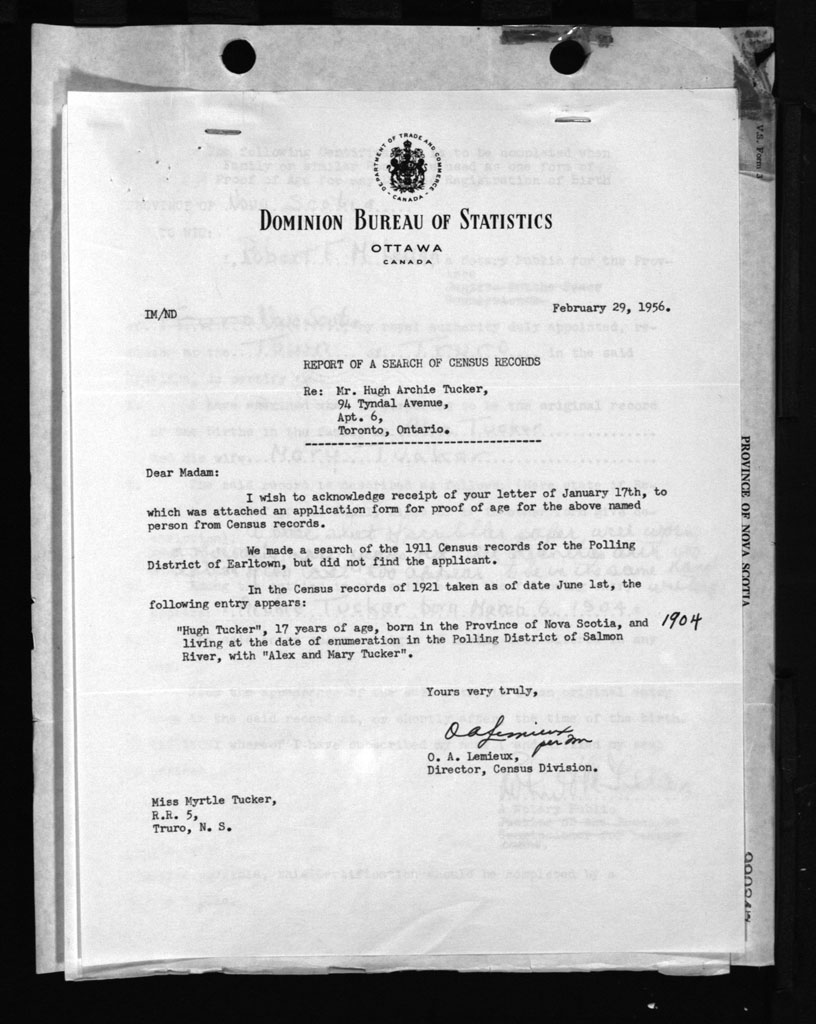 DEPARTMENT OF TRADE AND COMMERCE
CANADA
DOMINION BUREAU OF STATISTICS
OTTAWA
CANADA
IM/ND
February 29, 1956.
REPORT OF A SEARCH OF CENSUS RECORDS
Re: Mr. Hugh Archie Tucker,
94 Tyndal Avenue,
Apt. 6,
Toronto, Ontario.
Dear Madam:
I wish to acknowledge receipt of your letter of January 17th, to
which was attached an application form for proof of age for the above named
person from Census records.
We made a search of the 1911 Census records for the Polling
District of Earltown, but did not find the applicant.
In the Census records of 1921 taken as of date June 1st, the
following entry appears:
"Hugh Tucker", 17 years of age, born in the Province of Nova Scotia, and 1904
living at the date of enumeration in the Polling District of Salmon
River, with "Alex and Mary Tucker".
Yours very truly,
O A Lemieux
per
O. A. Lemieux,
Director, Census Division.
Miss Myrtle Tucker,
R.R. 5,
Truro, N. S.
V.S. Form
PROVINCE OF NOVA SCOTIA